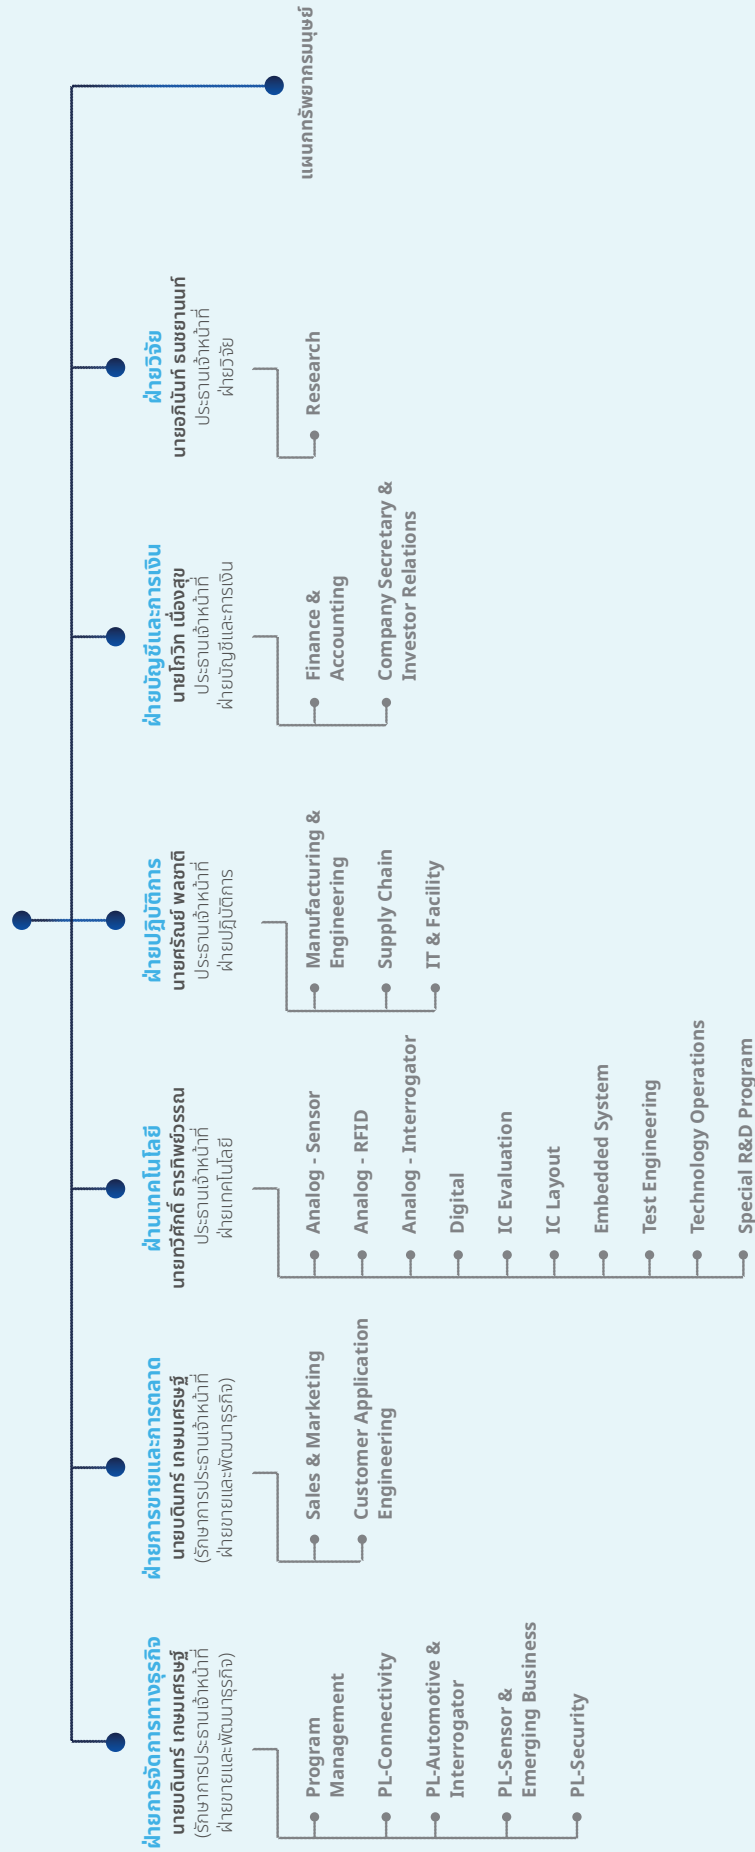 ฝ่ายการจัดการทางธุรกิจ
นายบดินทร์ เกษมเศรษฐ์
(รักษาการประธานเจ้าหน้าที่
ฝ่ายขายและพัฒนาธุรกิจ)
Program
Management
PL-Connectivity
PL-Automotive &
Interrogator
PL-Sensor &
Emerging Business
PL-Security
ฝ่ายการขายและการตลาด
นายบดินทร์ เกษมเศรษฐ์
(รักษาการประธานเจ้าหน้าที่
ฝ่ายขายและพัฒนาธุรกิจ)
Sales & Marketing
Customer Application
Engineering
ฝ่านเทคโนโลยี
นายทวีศักดิ์ ธารทิพย์วรรณ
ประธานเจ้าหน้าที่
ฝ่ายเทคโนโลยี
Analog - Sensor
Analog - RFID
Analog - Interrogator
Digital
IC Evaluation
IC Layout
Embedded System
Test Engineering
Technology Operations
Special R&D Program
ฝ่ายปฏิบัติการ
นายศรัณย์ พลชาติ
ประธานเจ้าหน้าที่
ฝ่ายปฏิบัติการ
Manufacturing &
Engineering
Supply Chain
IT & Facility
ฝ่ายบัญชีและการเงิน
นายโกวิท เนื่องสุข
ประธานเจ้าหน้าที่
ฝ่ายบัญชีและการเงิน
Finance &
Accounting
Company Secretary &
Investor Relations
ฝ่ายวิจัย
นายอภินันท์ ธนชยานนท์
ประธานเจ้าหน้าที่
ฝ่ายวิจัย
Research
แผนกทรัพยากรมนุษย์